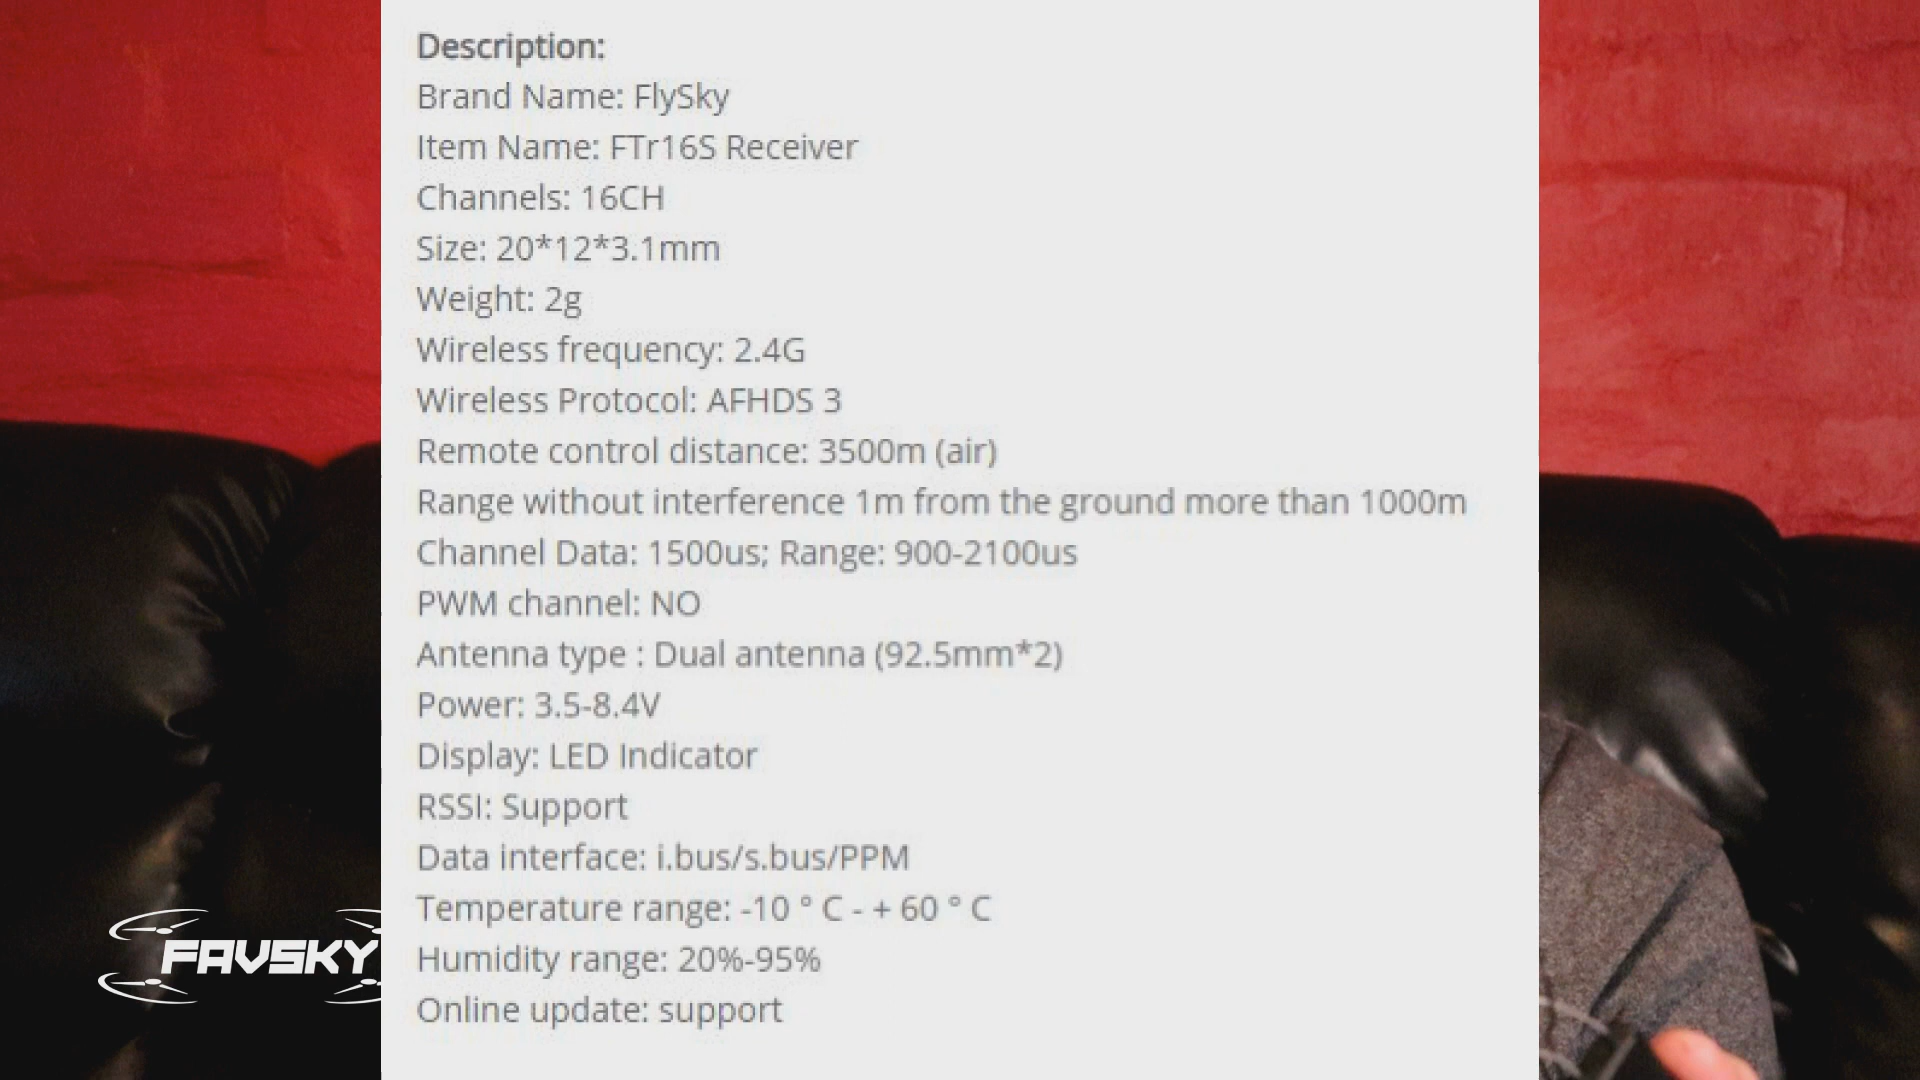 Description:
Brand Name: FlySky
Item Name: FTr16S Receiver
Channels: 16CH
Size: 20*12*3.1mm
Weight: 2g
Wireless frequency: 2.4G
Wireless Protocol: AFHDS 3
Remote control distance: 3500m (air)
Range without interference 1m from the ground more than 1000m
Channel Data: 1500us; Range: 900-2100us
PWM channel: NO
Antenna type : Dual antenna (92.5mm*2)
Power: 3.5-8.4V
Display: LED Indicator
RSSI: Support
Data interface: i.bus/s.bus/PPM
Temperature range: -10 ° C - + 60 ° C
Humidity range: 20%-95%
Online update: support
FAVSKY